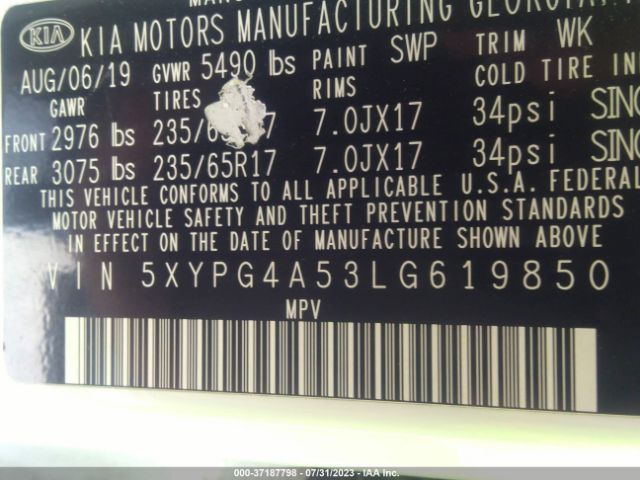 KIA KIA MOTORS MANUFACTURING
AUG/06/19 GVWR 5490 lbs PAINT SWP TRIM WK
GAWR TIRES RIMS COLD TIRE
FRONT 2976 lbs 7.0JX17 34psi
REAR 3075 lbs 235/65R17 7.0JX17 34psi
THIS VEHICLE CONFORMS TO ALL APPLICABLE U.S.A. FEDERAL
MOTOR VEHICLE SAFETY AND THEFT PREVENTION STANDARDS
IN EFFECT ON THE DATE OF MANUFACTURE SHOWN ABOVE
VIN 5XYPG4A53LG619850
MPV
000-37187798 - 07/31/2023 - IAA Inc.